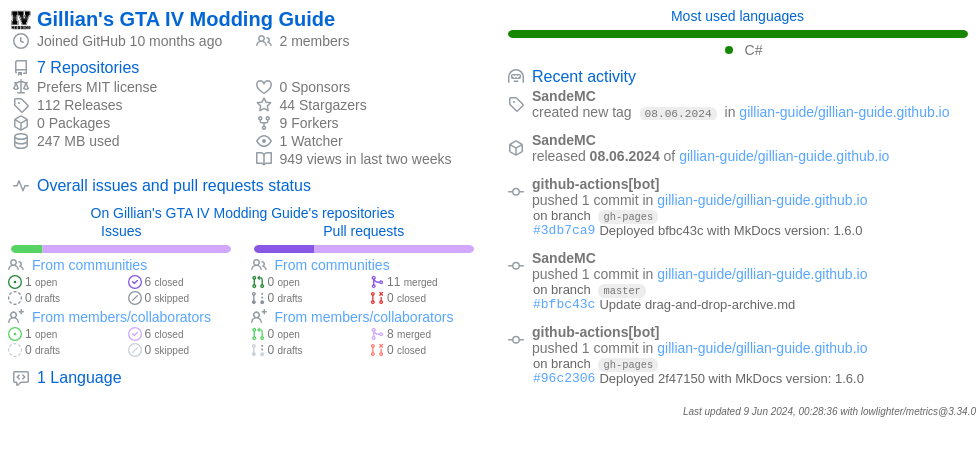 Gillian's GTA IV Modding Guide
Joined GitHub 10 months ago
2 members
7 Repositories
Prefers MIT license
0 Sponsors
112 Releases
44 Stargazers
0 Packages
9 Forkers
247 MB used
1 Watcher
949 views in last two weeks
Overall issues and pull requests status
On Gillian's GTA IV Modding Guide's repositories
Issues
From communities
1 open
6 closed
0 drafts
0 skipped
From members/collaborators
1 open
6 closed
0 drafts
0 skipped
Pull requests
From communities
0 open
11 merged
0 drafts
0 closed
From members/collaborators
0 open
8 merged
0 drafts
0 closed
1 Language
Most used languages
C#
Recent activity
SandeMC
created new tag 08.06.2024 in gillian-guide/gillian-guide.github.io
SandeMC
released 08.06.2024 of gillian-guide/gillian-guide.github.io
github-actions[bot]
pushed 1 commit in gillian-guide/gillian-guide.github.io
on branch gh-pages
#3db7ca9 Deployed bfbc43c with MkDocs version: 1.6.0
SandeMC
pushed 1 commit in gillian-guide/gillian-guide.github.io
on branch master
#bfbc43c Update drag-and-drop-archive.md
github-actions[bot]
pushed 1 commit in gillian-guide/gillian-guide.github.io
on branch gh-pages
#96c2306 Deployed 2f47150 with MkDocs version: 1.6.0
Last updated 9 Jun 2024, 00:28:36 with lowlighter/metrics@3.34.0